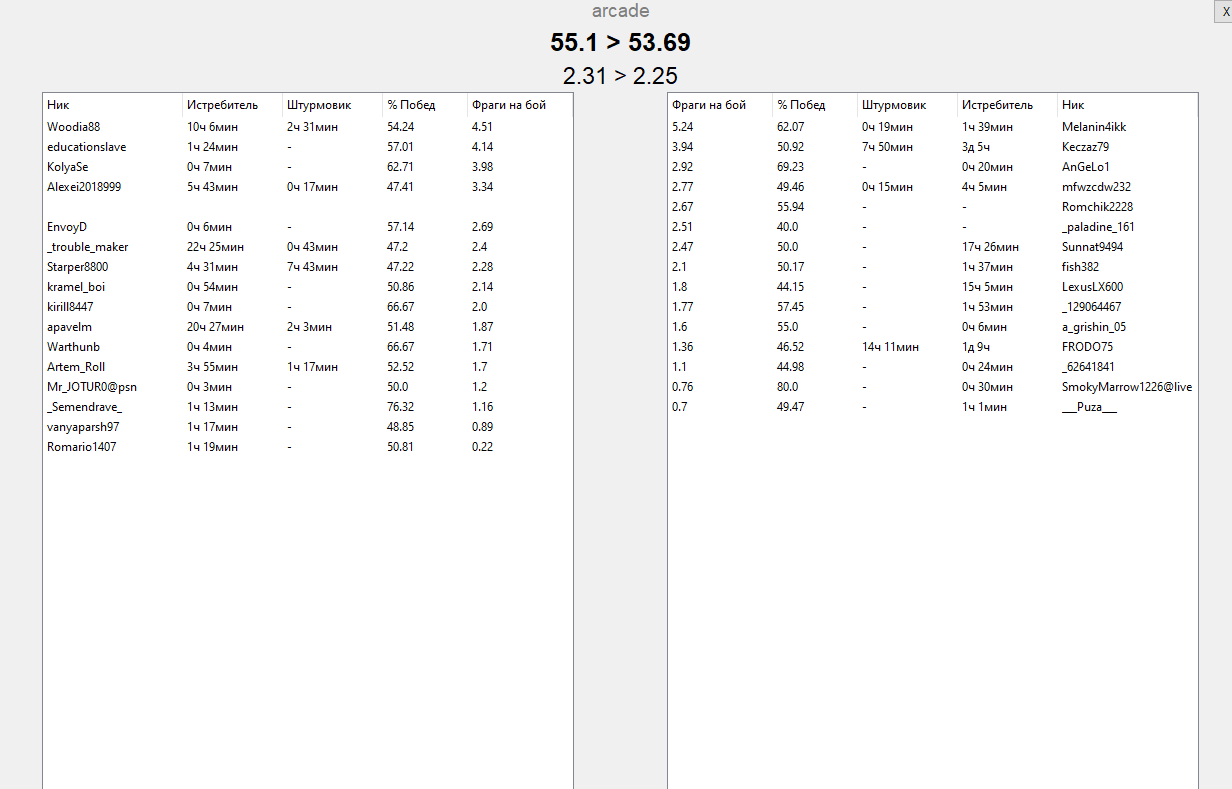 arcade
X
55.1 > 53.69
2.31 > 2.25
Ник Истребитель Штурмовик % Побед Фраги на бой
Woodia88 10ч 6мин 2ч 31мин 54.24 4.51
educationslave 1ч 24мин - 57.01 4.14
KolyaSe 0ч 7мин - 62.71 3.98
Alexei2018999 5ч 43мин 0ч 17мин 47.41 3.34
EnvoyD 0ч 6мин - 57.14 2.69
_trouble_maker 22ч 25мин 0ч 43мин 47.2 2.4
Starper8800 4ч 31мин 7ч 43мин 47.22 2.28
kramel_boi 0ч 54мин - 50.86 2.14
kirill8447 0ч 7мин - 66.67 2.0
apavelm 20ч 27мин 2ч 3мин 51.48 1.87
Warthunb 0ч 4мин - 66.67 1.71
Artem_Roll 3ч 55мин 1ч 17мин 52.52 1.7
Mr_JOTUR0@psn 0ч 3мин - 50.0 1.2
_Semendrave_ 1ч 13мин - 76.32 1.16
vanyaparsh97 1ч 17мин - 48.85 0.89
Romario1407 1ч 19мин - 50.81 0.22
Фраги на бой % Побед Штурмовик Истребитель Ник
5.24 62.07 0ч 19мин 1ч 39мин Melanin4ikk
3.94 50.92 7ч 50мин 3д 5ч Keczaz79
2.92 69.23 - 0ч 20мин AnGeLo1
2.77 49.46 0ч 15мин 4ч 5мин mfwzcdw232
2.67 55.94 - - Romchik2228
2.51 40.0 - - _paladine_161
2.47 50.0 - 17ч 26мин Sunnat9494
2.1 50.17 - 1ч 37мин fish382
1.8 44.15 - 15ч 5мин LexusLX600
1.77 57.45 - 1ч 53мин _129064467
1.6 55.0 - 0ч 6мин a_grishin_05
1.36 46.52 14ч 11мин 1д 9ч FRODO75
1.1 44.98 - 0ч 24мин _62641841
0.76 80.0 - 0ч 30мин SmokyMarrow1226@live
0.7 49.47 - 1ч 1мин ___Puza___